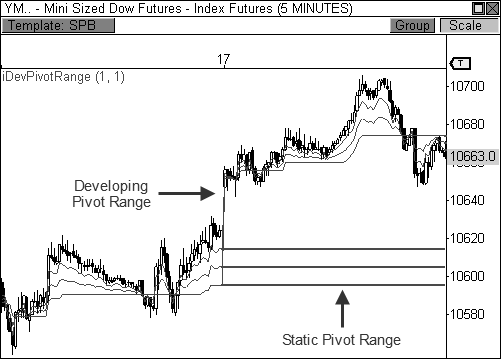 YM.. - Mini Sized Dow Futures - Index Futures (5 MINUTES)
Template: SPB
Group
Scale
17
T
iDevPivotRange (1, 1)
10700
10680
10663.0
10640
10620
10600
10580
Developing
Pivot Range
Static Pivot Range